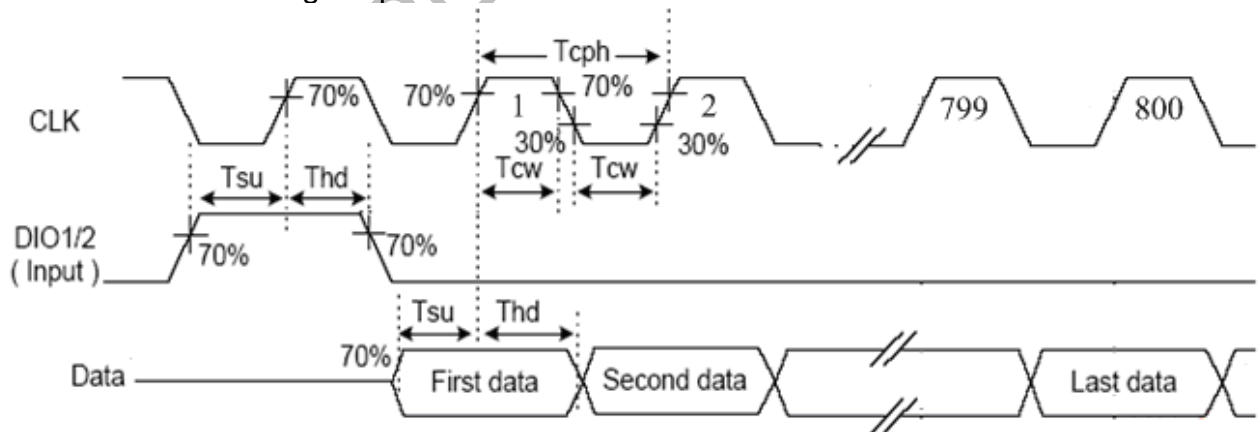 Tcph
70% 70% 1 70% 2 799 800
CLK
30% 30%
Tsu Thd Tcw Tcw
DIO1/2
( Input )
70% 70%
Tsu Thd
70%
Data First data Second data Last data